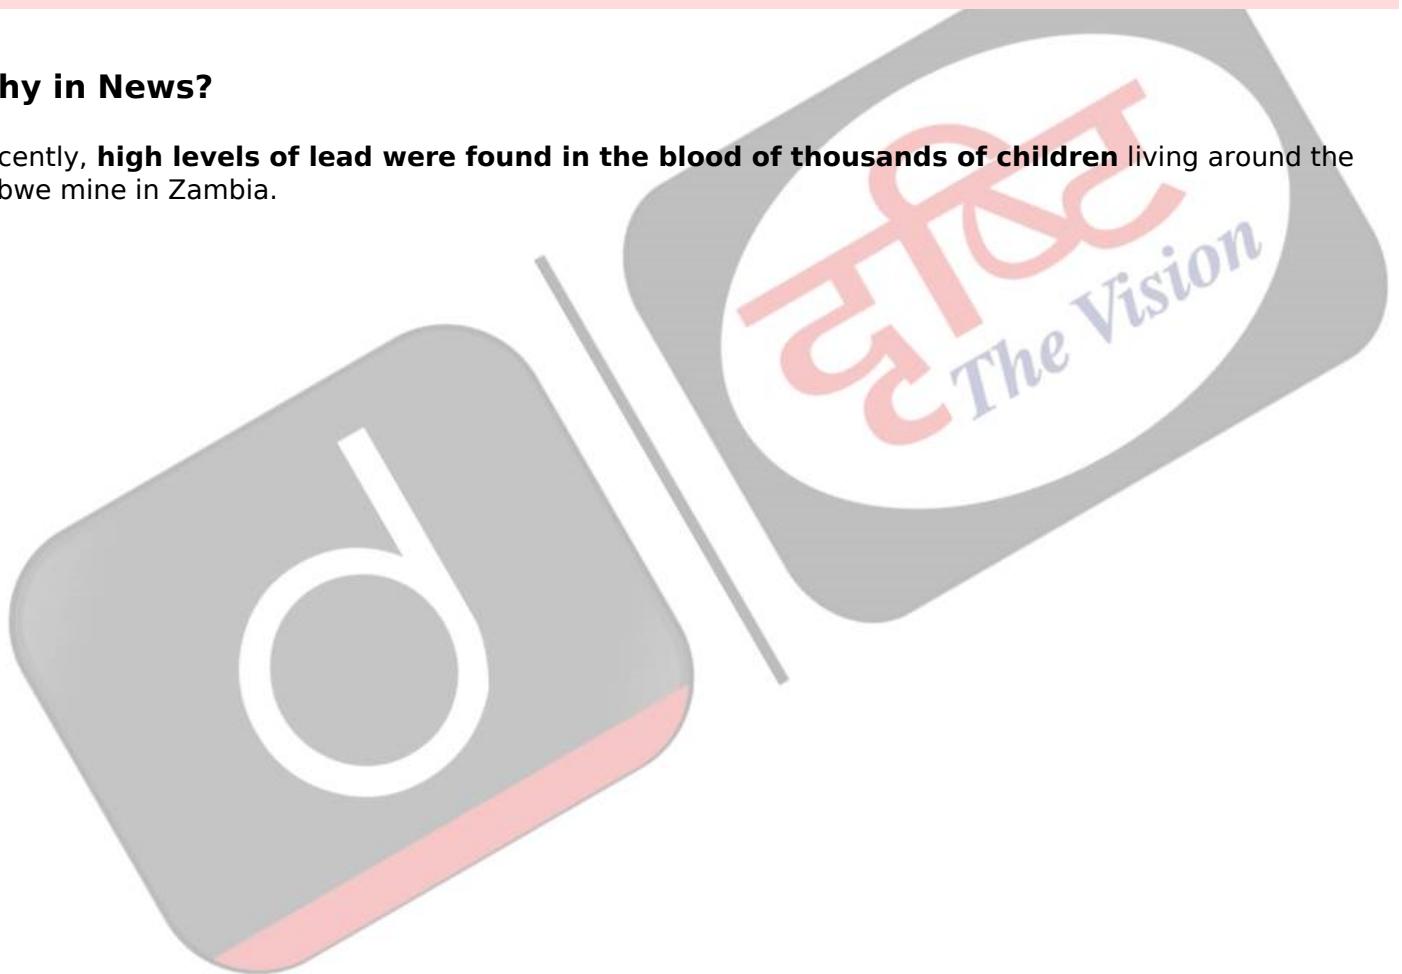 hy in News?
cently, high levels of lead were found in the blood of thousands of children living around the
bwe mine in Zambia.
दृष्टि
The Vision
d